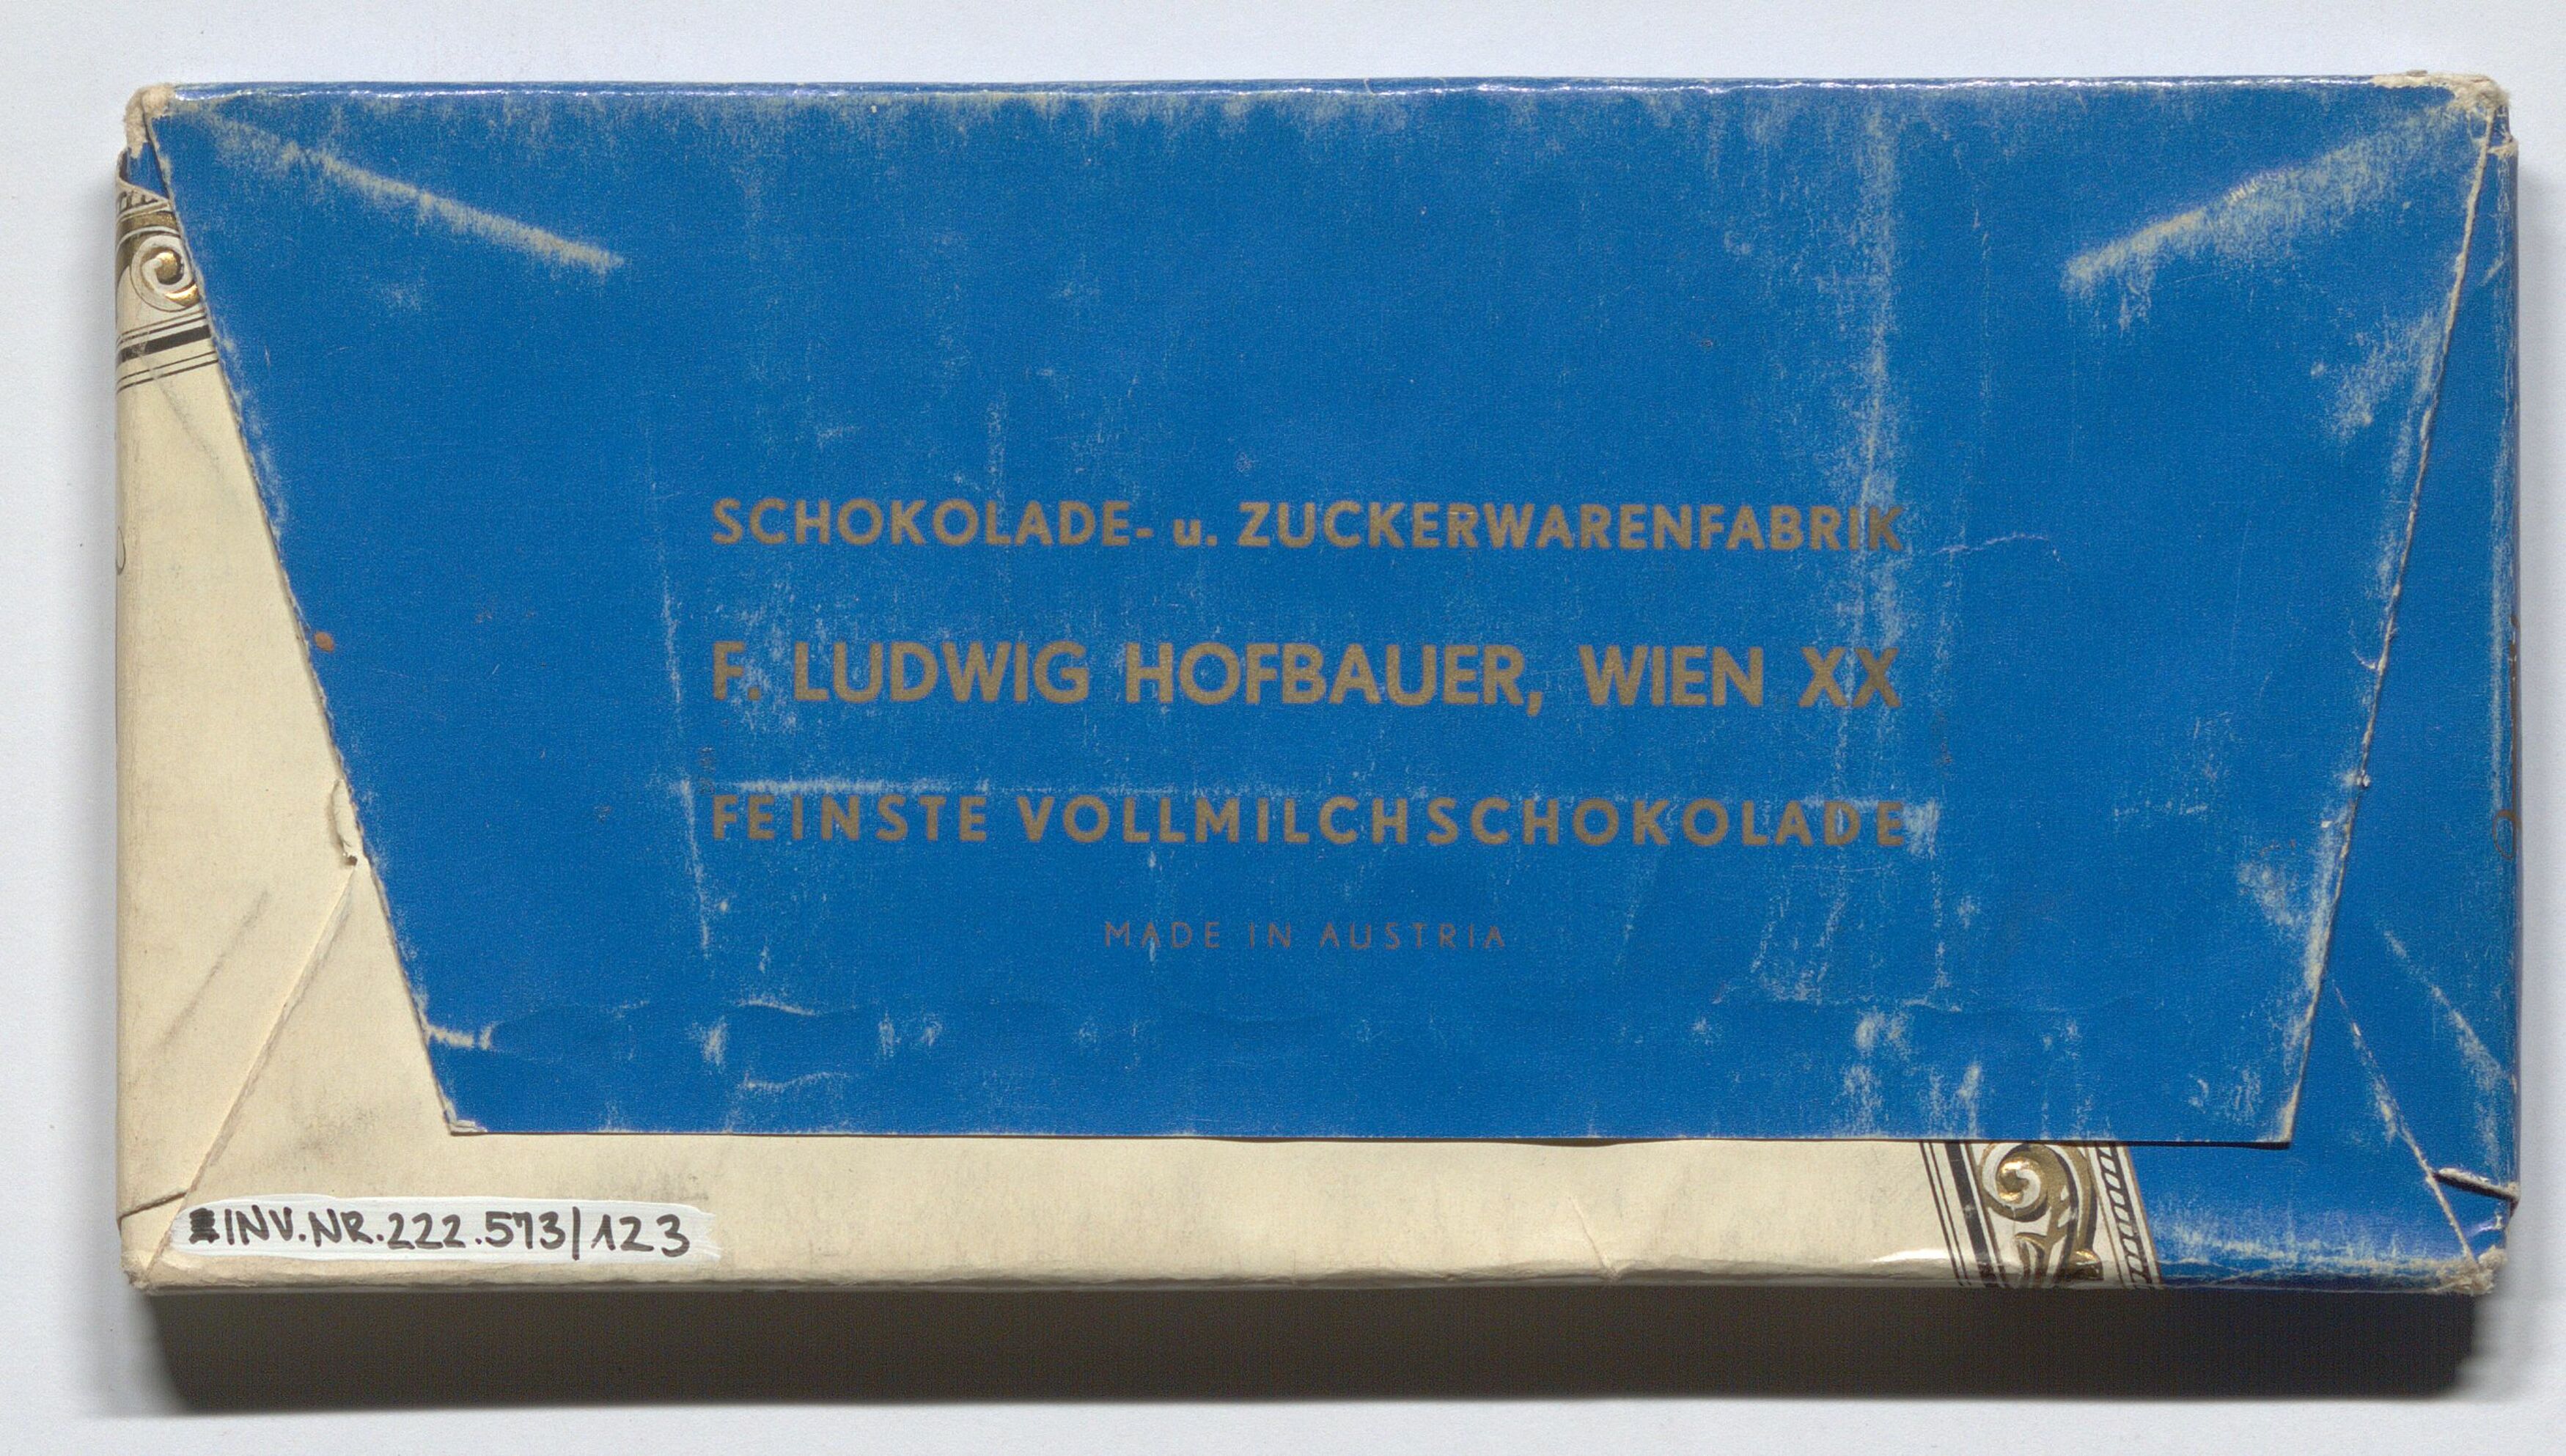 SCHOKOLADE- u. ZUCKERWARENFABRIK
F. LUDWIG HOFBAUER, WIEN XX
FEINSTE VOLLMILCHSCHOKOLADE
MADE IN AUSTRIA
INV.NR.222.573/123